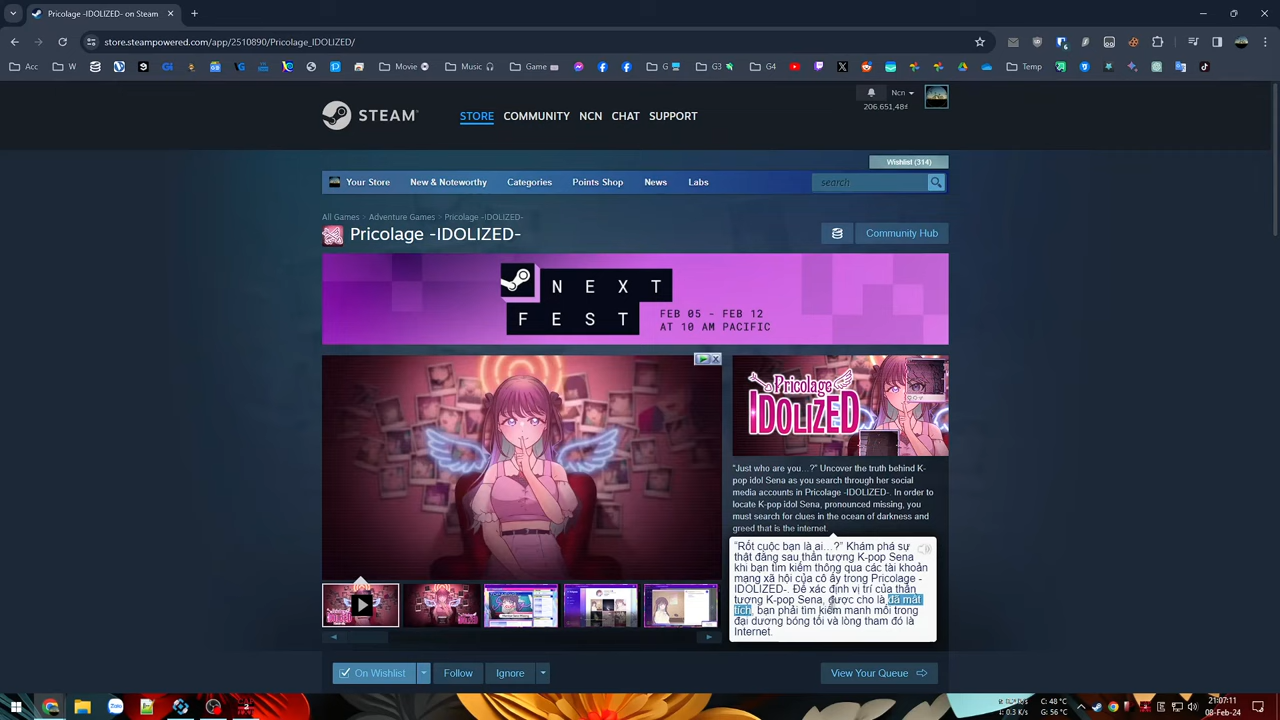 Pricolage -IDOLIZED- on Steam
store.steampowered.com/app/2510890/Pricolage_IDOLIZED/
Acc
W
Movie
Music
Game
G
G3
G4
Temp
STEAM
STORE COMMUNITY NCN CHAT SUPPORT
Ncn
206.651,48₫
Wishlist (314)
Your Store New & Noteworthy Categories Points Shop News Labs
search
All Games > Adventure Games > Pricolage -IDOLIZED-
Pricolage -IDOLIZED-
Community Hub
NEXT
FEST
FEB 05 - FEB 12
AT 10 AM PACIFIC
Pricolage
IDOLIZED
"Just who are you…?" Uncover the truth behind K-
pop idol Sena as you search through her social
media accounts in Pricolage -IDOLIZED-. In order to
locate K-pop idol Sena, pronounced missing, you
must search for clues in the ocean of darkness and
greed that is the internet.
“Rốt cuộc bạn là ai…?” Khám phá sự
thật đằng sau thần tượng K-pop Sena
khi bạn tìm kiếm thông qua các tài khoản
mạng xã hội của cô ấy trong Pricolage -
IDOLIZED-. Để xác định vị trí của thần
tượng K-pop Sena, được cho là đã mất
tích, bạn phải tìm kiếm manh mối trong
đại dương bóng tối và lòng tham đó là
Internet.
On Wishlist
Follow
Ignore
View Your Queue
C: 48 °C
G: 56 °C
0.3 K/s
21:07:11
08-Feb-24